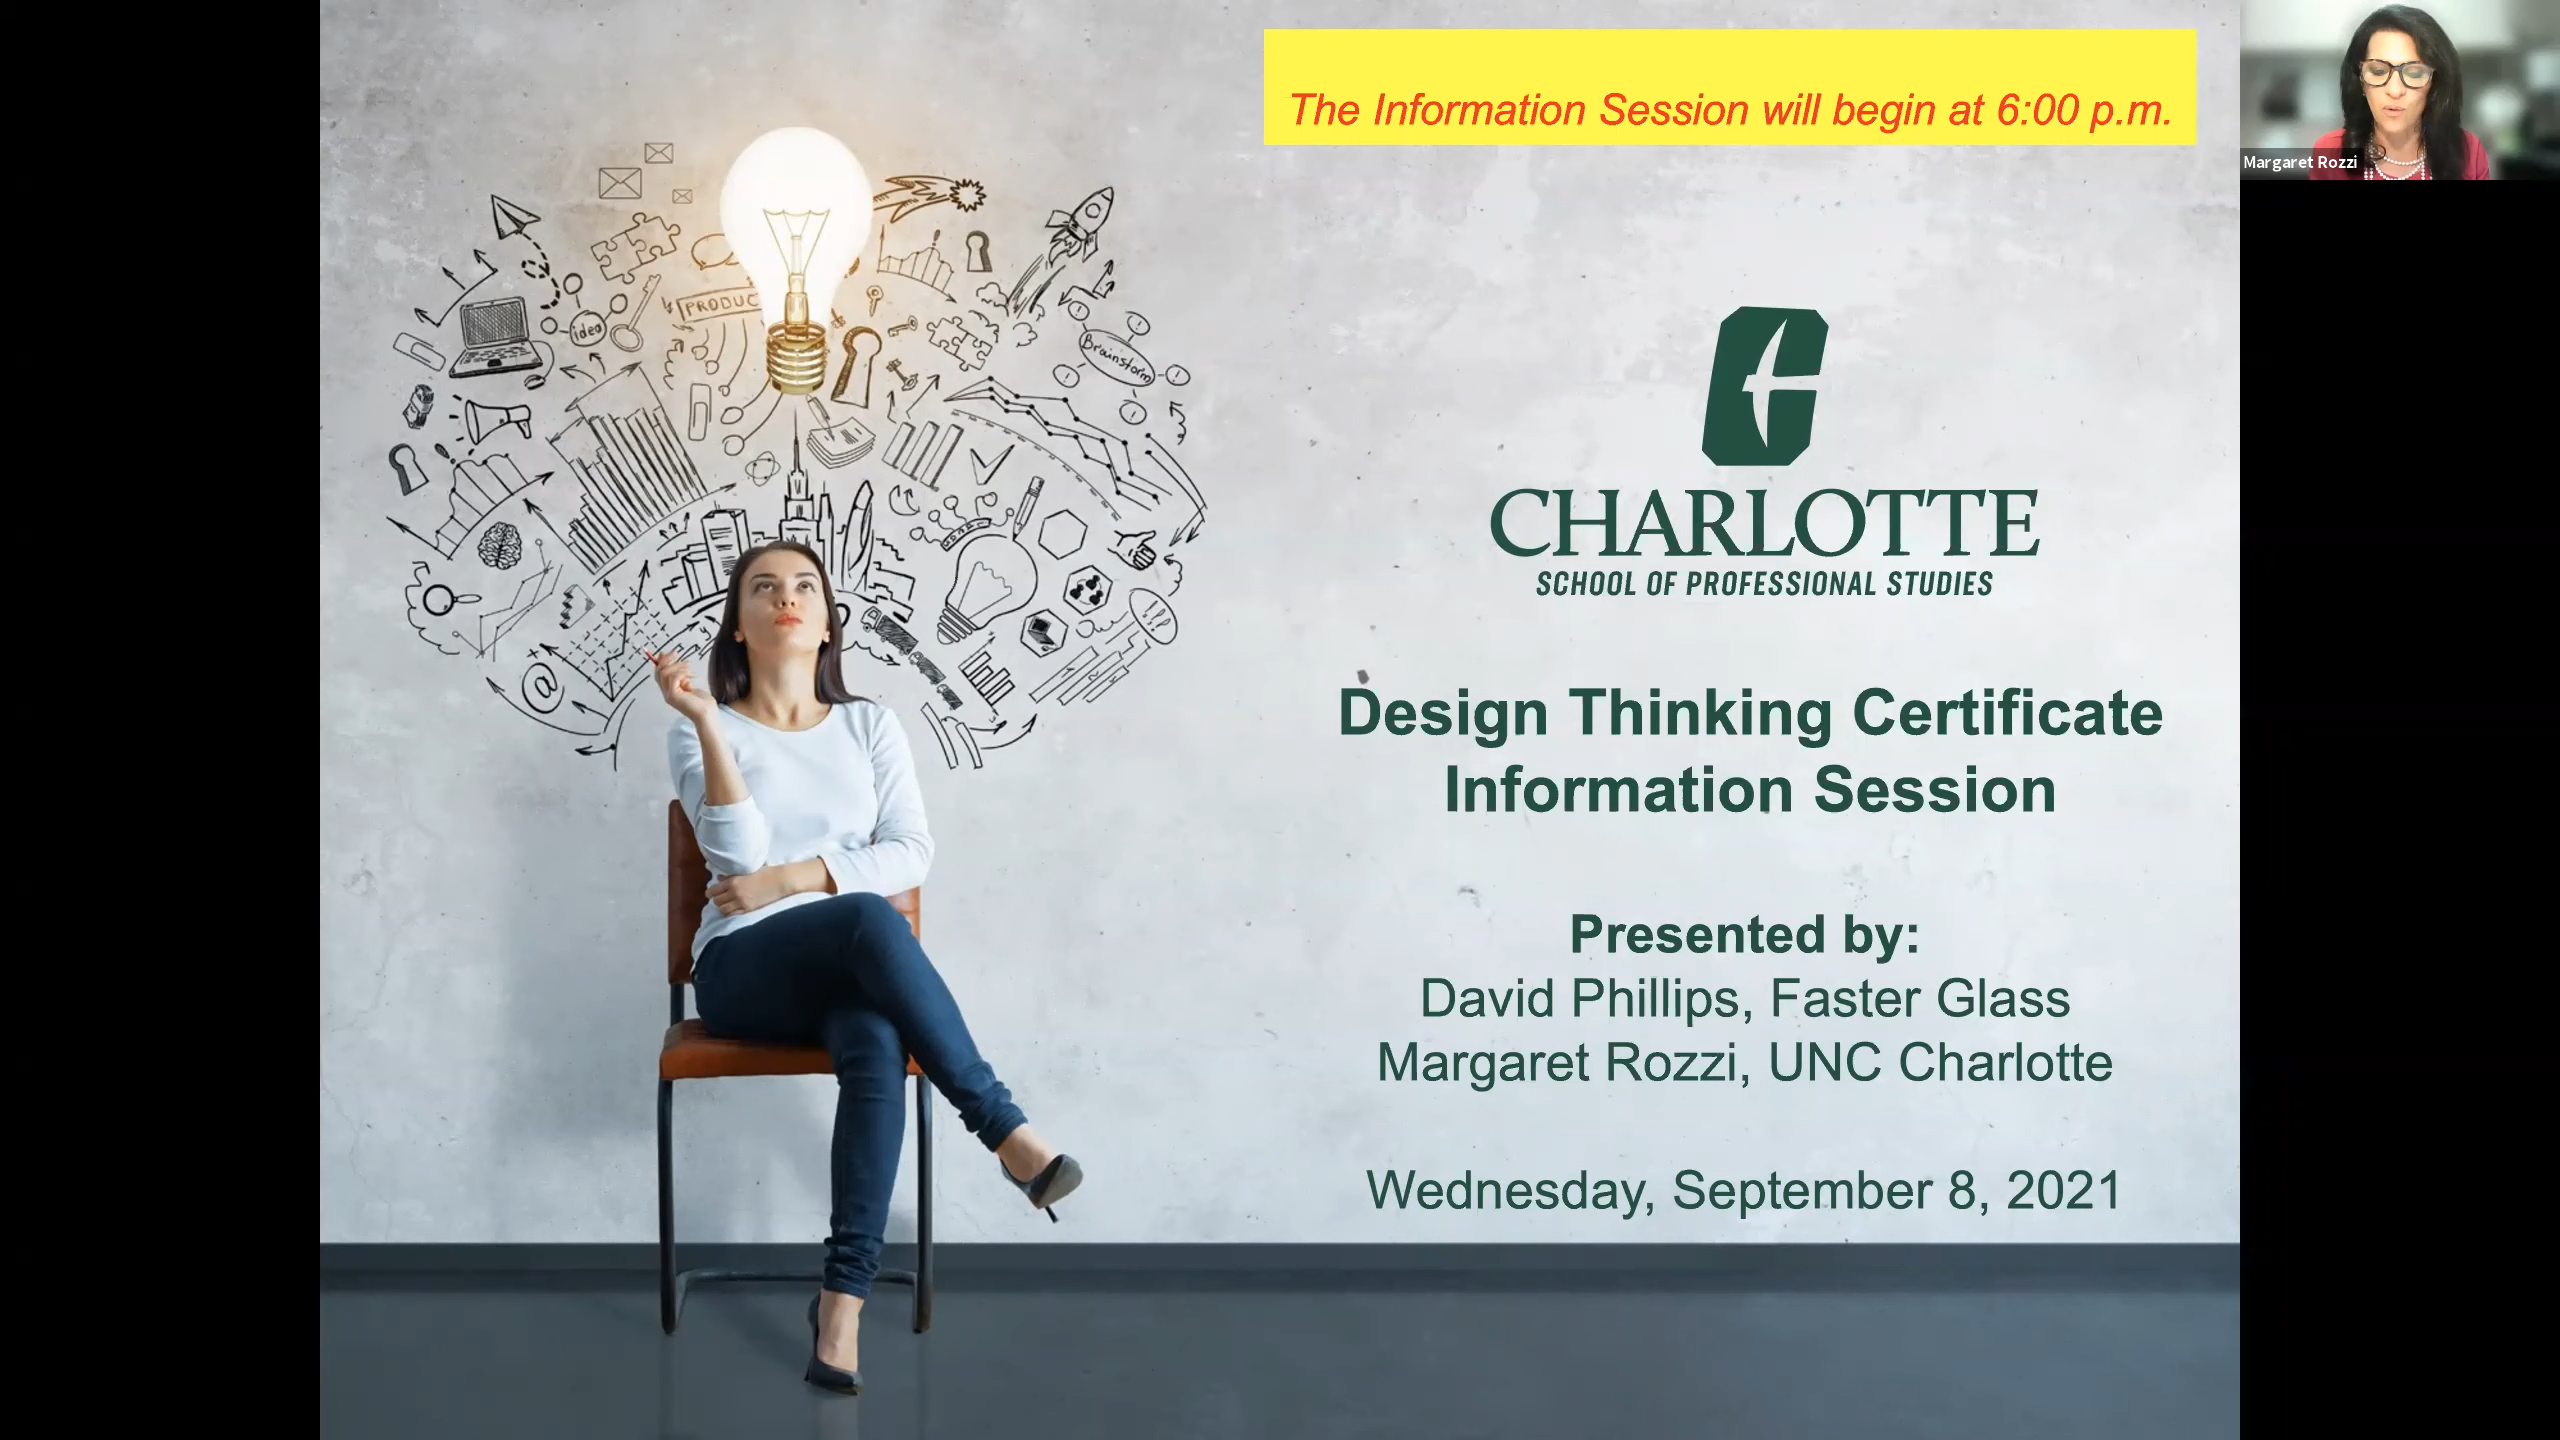 The Information Session will begin at 6:00 p.m.
Margaret Rozzi
PRODUC
idea
Brainstorm
@
CHARLOTTE
SCHOOL OF PROFESSIONAL STUDIES
Design Thinking Certificate
Information Session
Presented by:
David Phillips, Faster Glass
Margaret Rozzi, UNC Charlotte
Wednesday, September 8, 2021